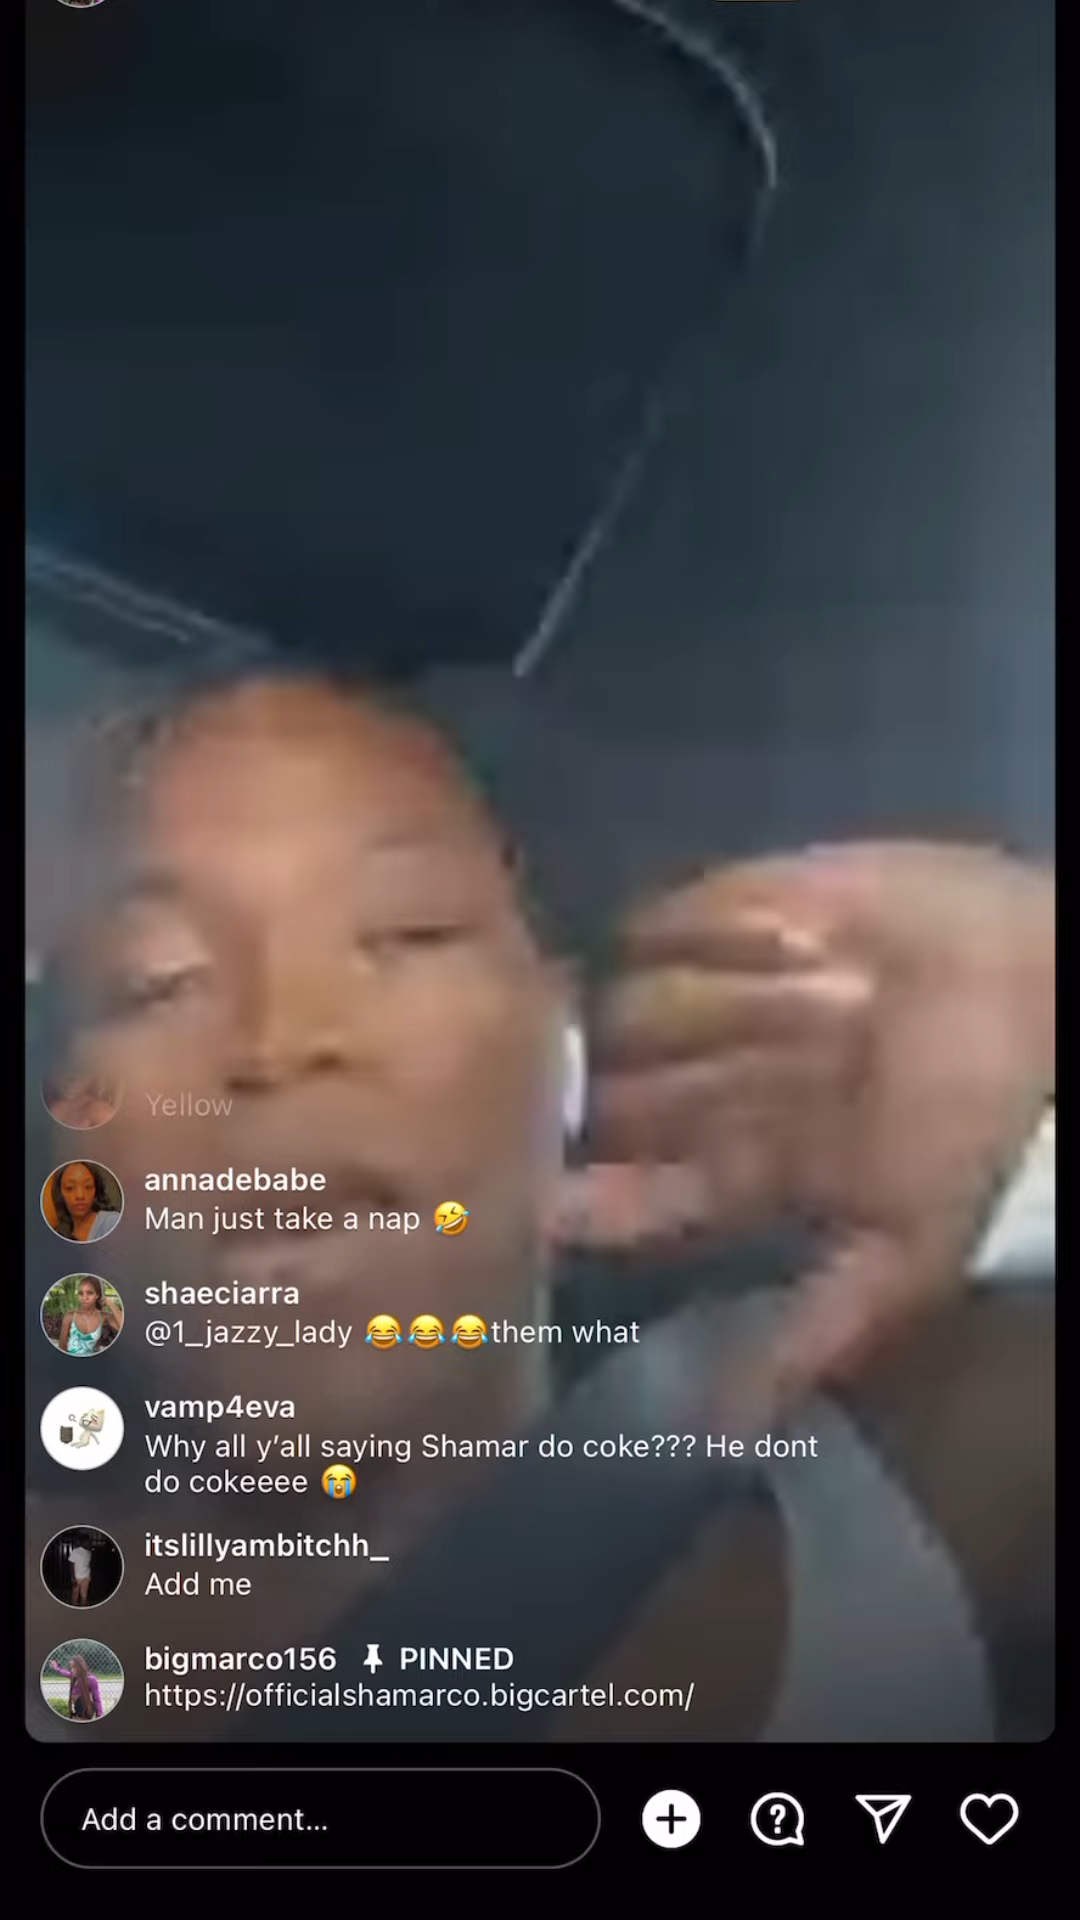 Yellow
annadebabe
Man just take a nap 🤣
shaeciarra
@1_jazzy_lady 😂😂😂them what
vamp4eva
Why all y'all saying Shamar do coke??? He dont
do cokeeee 😭
itslillyambitchh_
Add me
bigmarco156 📌 PINNED
https://officialshamarco.bigcartel.com/
Add a comment...